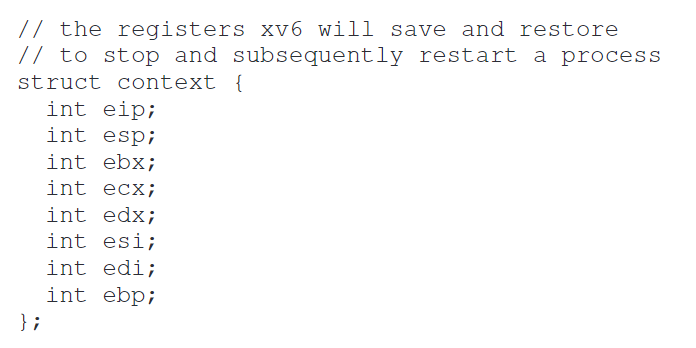 // the registers xv6 will save and restore
// to stop and subsequently restart a process
struct context {
  int eip;
  int esp;
  int ebx;
  int ecx;
  int edx;
  int esi;
  int edi;
  int ebp;
};